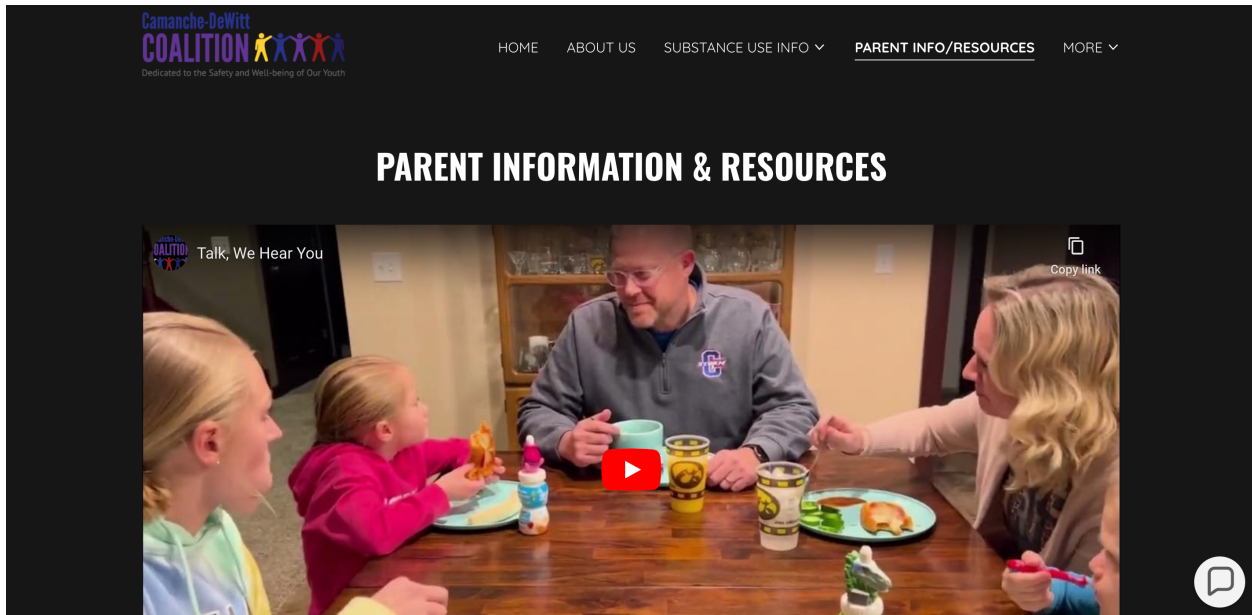 Camanche-DeWitt
COALITION
Dedicated to the Safety and Well-being of Our Youth
HOME ABOUT US SUBSTANCE USE INFO PARENT INFO/RESOURCES MORE
PARENT INFORMATION & RESOURCES
Talk, We Hear You
Copy link